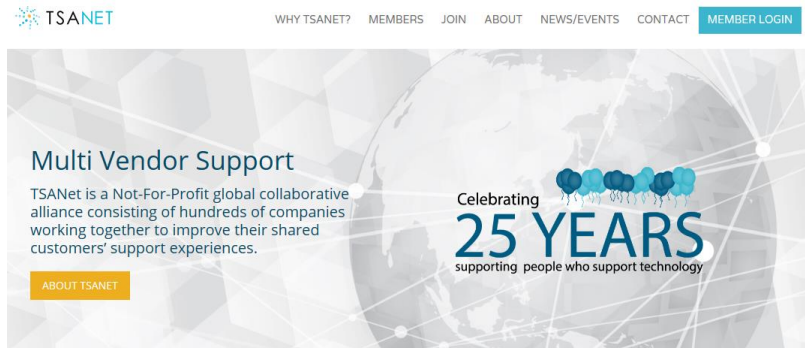 TSANET
WHY TSANET? MEMBERS JOIN ABOUT NEWS/EVENTS CONTACT MEMBER LOGIN
Multi Vendor Support
TSANet is a Not-For-Profit global collaborative
alliance consisting of hundreds of companies
working together to improve their shared
customers' support experiences.
ABOUT TSANET
Celebrating
25 YEARS
supporting people who support technology